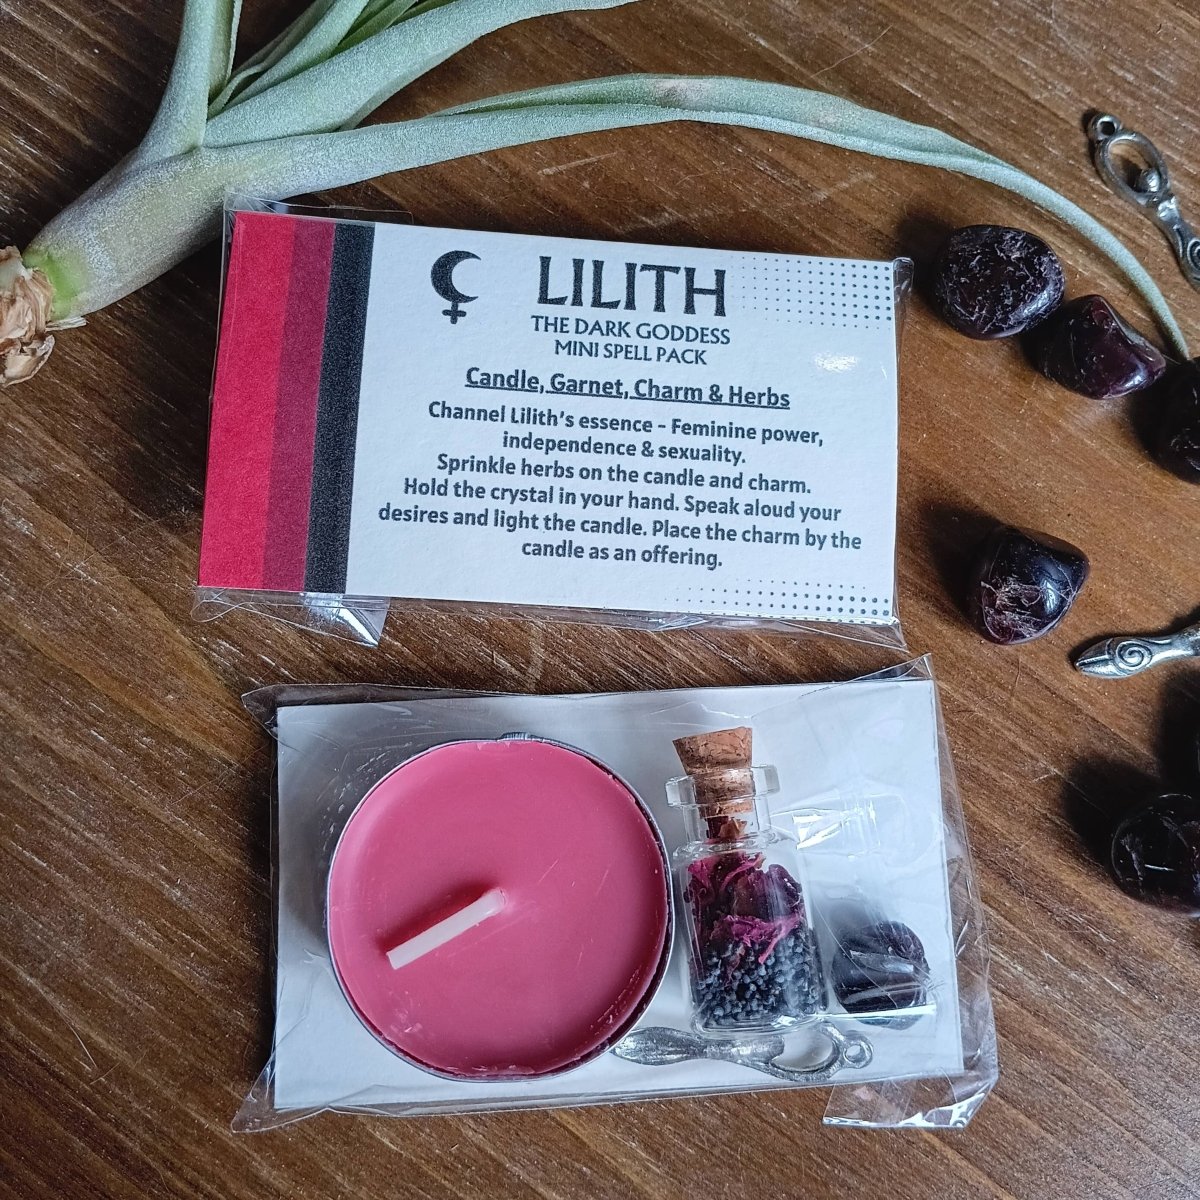 LILITH
THE DARK GODDESS
MINI SPELL PACK
Candle, Garnet, Charm & Herbs
Channel Lilith's essence - Feminine power,
independence & sexuality.
Sprinkle herbs on the candle and charm.
Hold the crystal in your hand. Speak aloud your
desires and light the candle. Place the charm by the
candle as an offering.